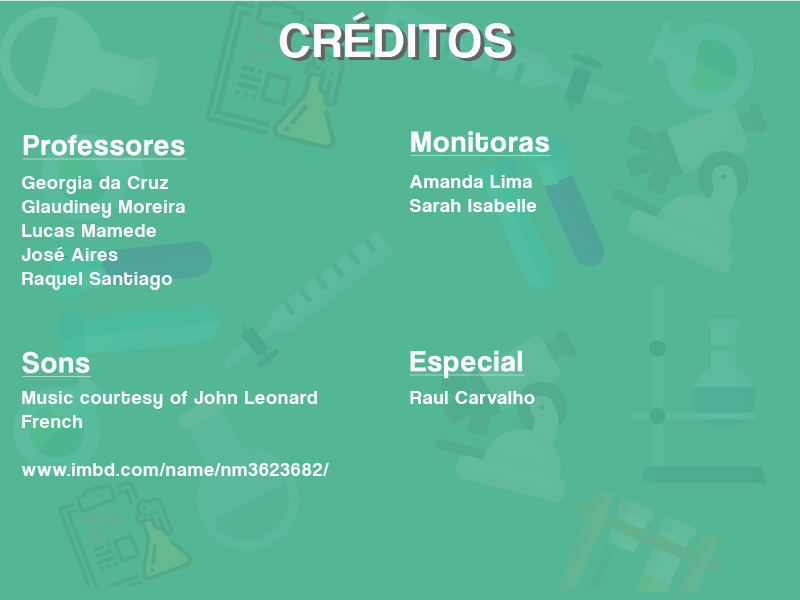 CRÉDITOS
Professores
Georgia da Cruz
Glaudiney Moreira
Lucas Mamede
José Aires
Raquel Santiago
Monitoras
Amanda Lima
Sarah Isabelle
Sons
Music courtesy of John Leonard
French
www.imbd.com/name/nm3623682/
Especial
Raul Carvalho